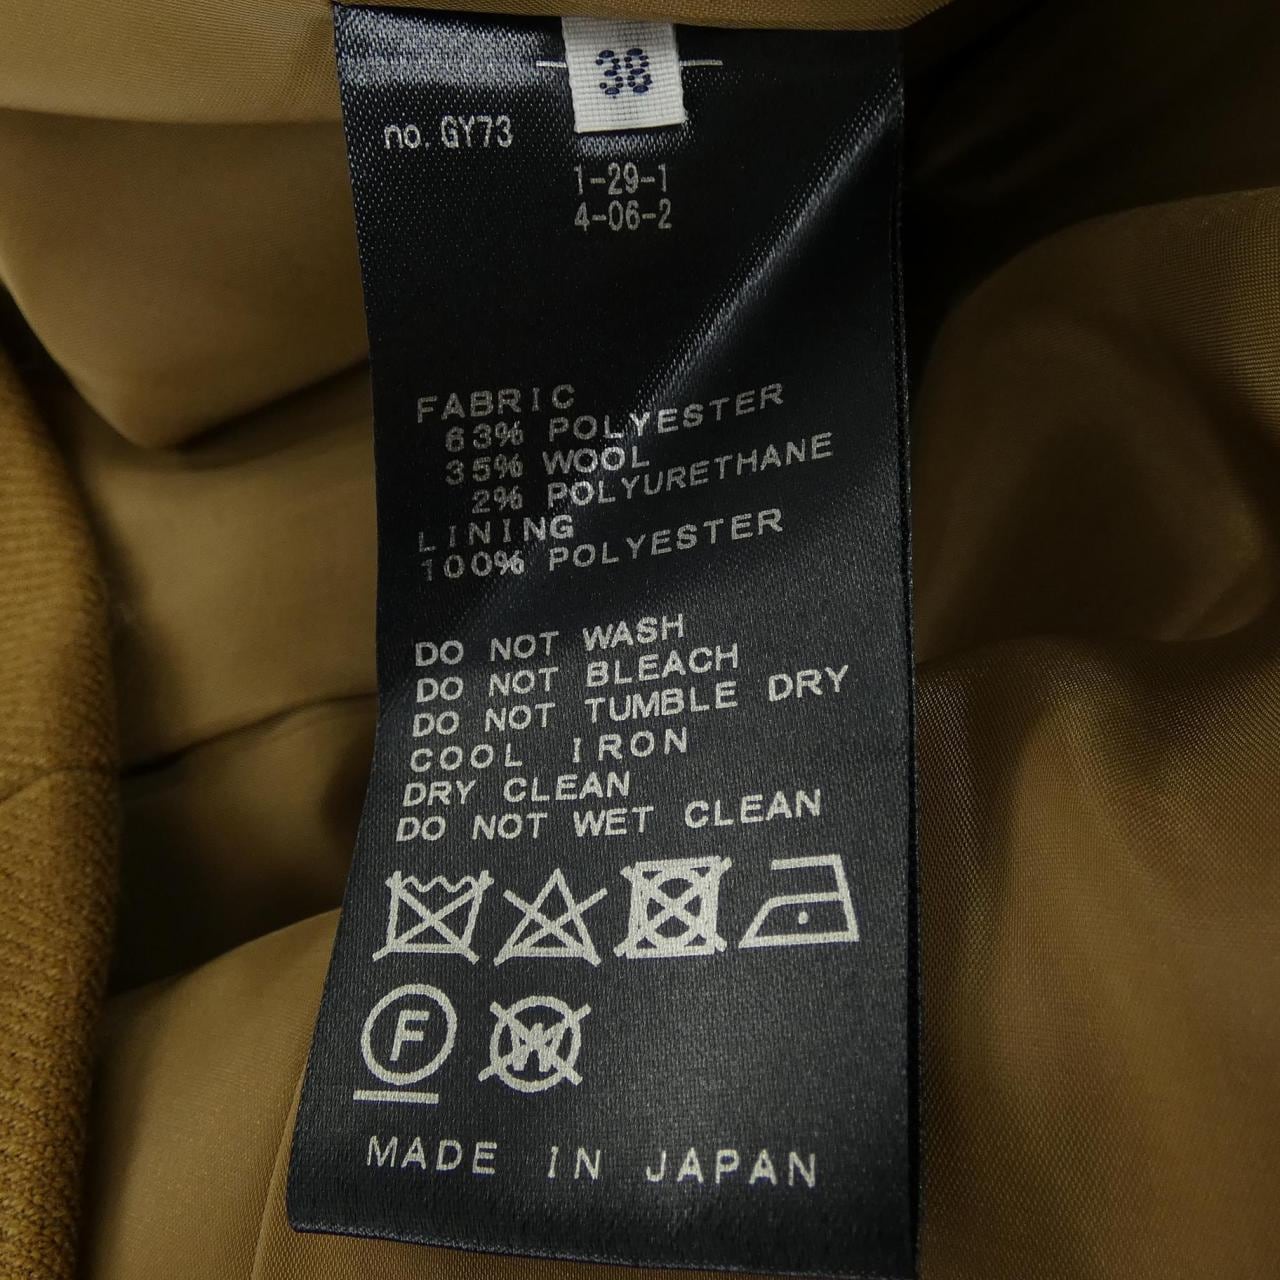 38
no. GY73
1-29-1
4-06-2
FABRIC
63% POLYESTER
35% WOOL
2% POLYURETHANE
LINING
100% POLYESTER
DO NOT WASH
DO NOT BLEACH
DO NOT TUMBLE DRY
COOL IRON
DRY CLEAN
DO NOT WET CLEAN
F W
MADE IN JAPAN